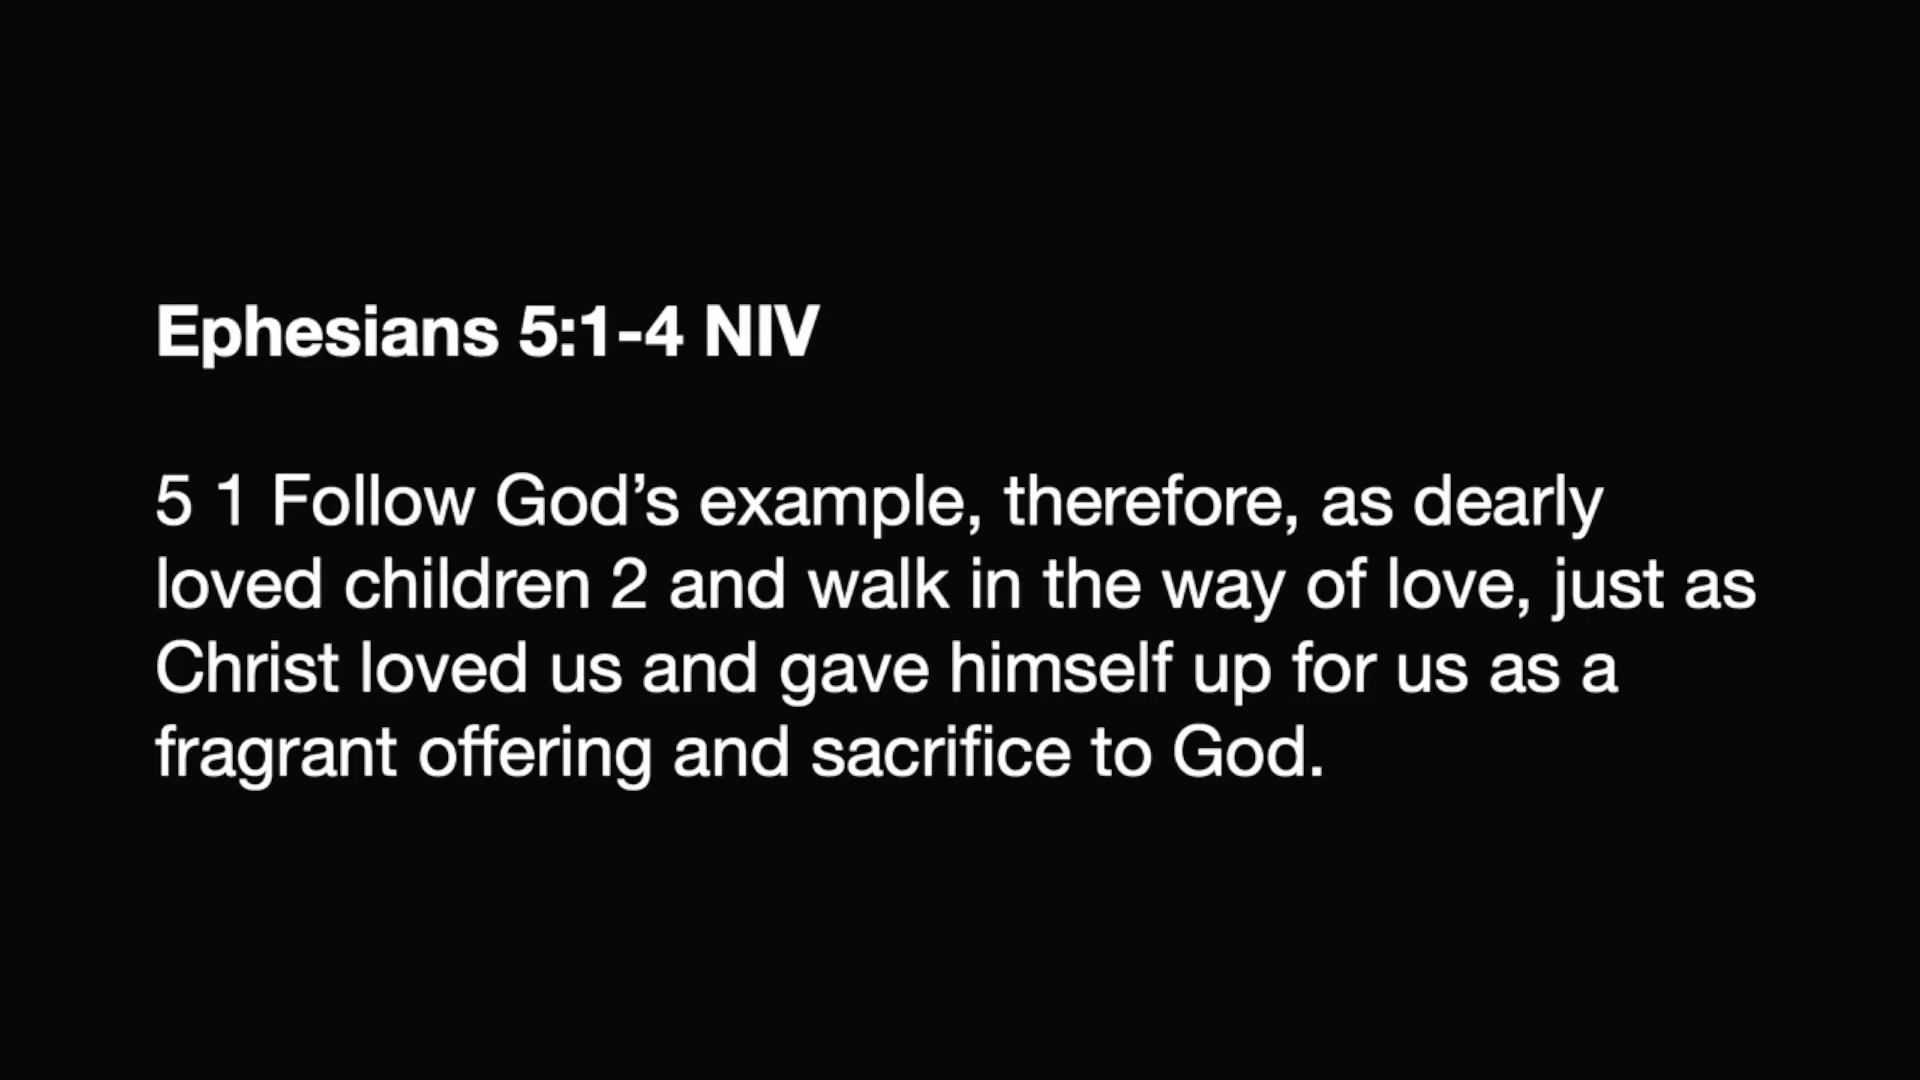 Ephesians 5:1-4 NIV
5 1 Follow God’s example, therefore, as dearly
loved children 2 and walk in the way of love, just as
Christ loved us and gave himself up for us as a
fragrant offering and sacrifice to God.